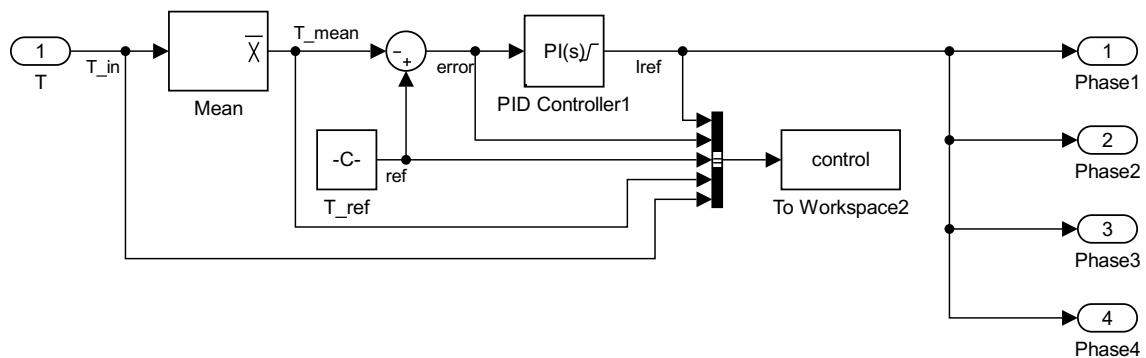 1
T
T_in
X
Mean
T_mean
error
PI(s)
PID Controller1
Iref
-C-
T_ref
ref
control
To Workspace2
1
Phase1
2
Phase2
3
Phase3
4
Phase4